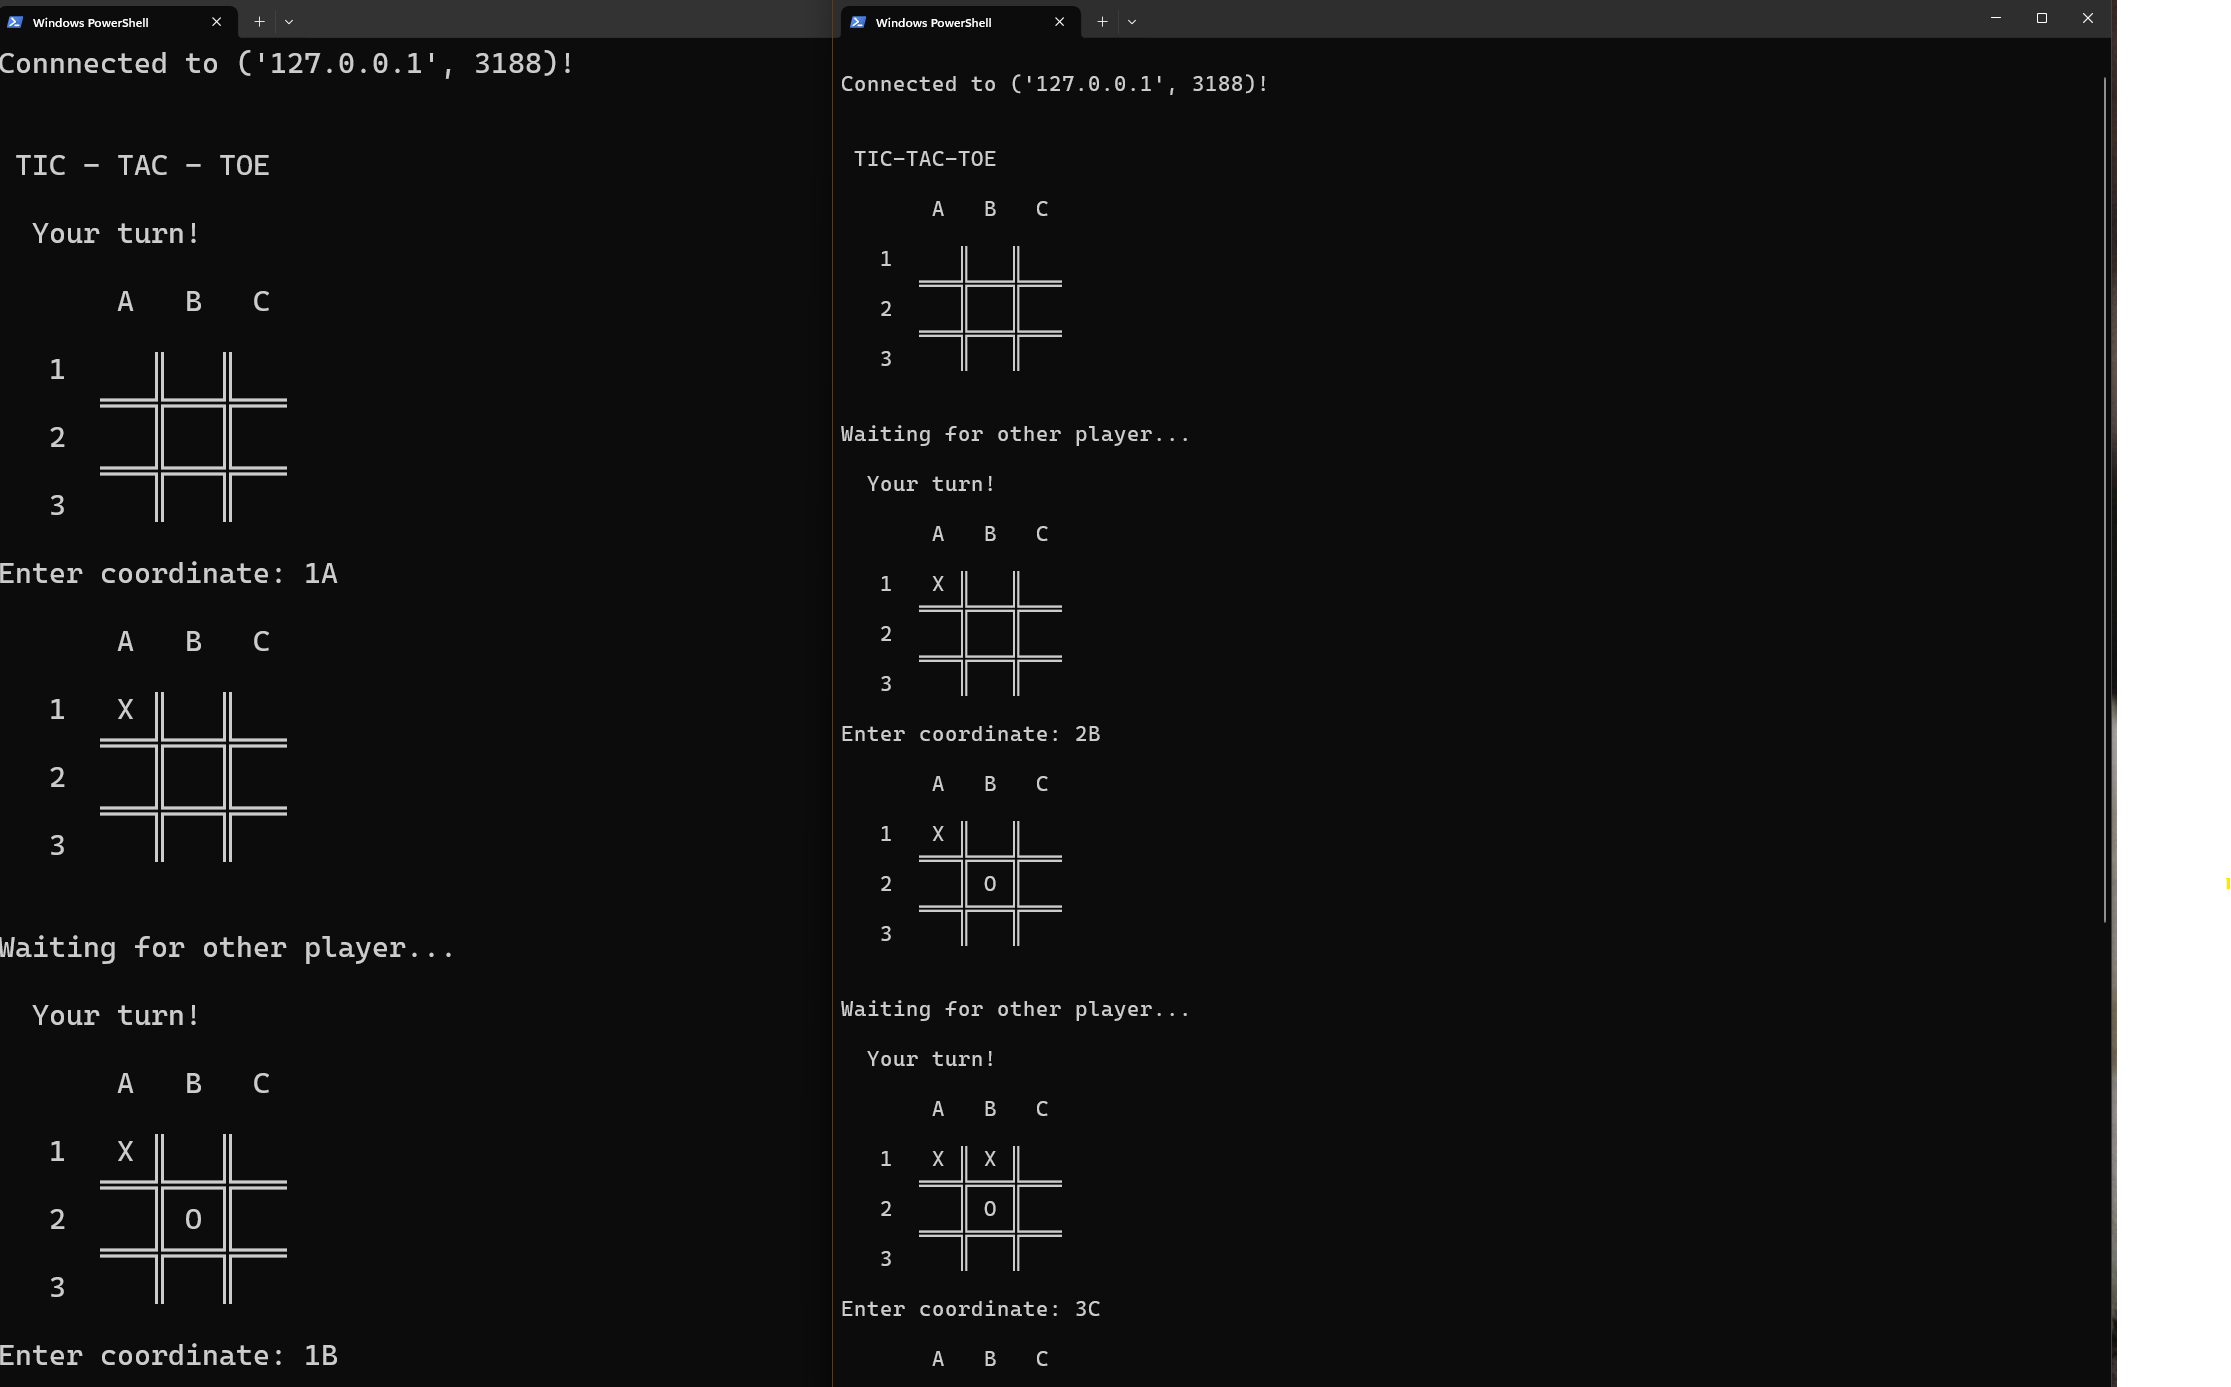 Windows PowerShell
Connnected to ('127.0.0.1', 3188)!
TIC - TAC - TOE
Your turn!
A B C
1
2
3
Enter coordinate: 1A
A B C
1 X
2
3
Waiting for other player...
Your turn!
A B C
1 X
2 O
3
Enter coordinate: 1B
Windows PowerShell
Connected to ('127.0.0.1', 3188)!
TIC-TAC-TOE
A B C
1
2
3
Waiting for other player...
Your turn!
A B C
1 X
2
3
Enter coordinate: 2B
A B C
1 X
2 O
3
Waiting for other player...
Your turn!
A B C
1 X X
2 O
3
Enter coordinate: 3C
A B C